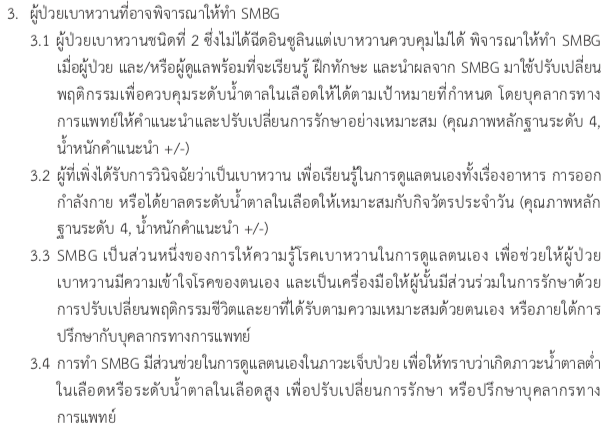 3. ผู้ป่วยเบาหวานที่อาจพิจารณาให้ทำ SMBG
3.1 ผู้ป่วยเบาหวานชนิดที่ 2 ซึ่งไม่ได้ฉีดอินซูลินแต่เบาหวานควบคุมไม่ได้ พิจารณาให้ทำ SMBG
เมื่อผู้ป่วย และ/หรือผู้ดูแลพร้อมที่จะเรียนรู้ ฝึกทักษะ และนำผลจาก SMBG มาใช้ปรับเปลี่ยน
พฤติกรรมเพื่อควบคุมระดับน้ำตาลในเลือดให้ได้ตามเป้าหมายที่กำหนด โดยบุคลากรทาง
การแพทย์ให้คำแนะนำและปรับเปลี่ยนการรักษาอย่างเหมาะสม (คุณภาพหลักฐานระดับ 4,
น้ำหนักคำแนะนำ +/-)
3.2 ผู้ที่เพิ่งได้รับการวินิจฉัยว่าเป็นเบาหวาน เพื่อเรียนรู้ในการดูแลตนเองทั้งเรื่องอาหาร การออก
กำลังกาย หรือได้ยาลดระดับน้ำตาลในเลือดให้เหมาะสมกับกิจวัตรประจำวัน (คุณภาพหลัก
ฐานระดับ 4, น้ำหนักคำแนะนำ +/-)
3.3 SMBG เป็นส่วนหนึ่งของการให้ความรู้โรคเบาหวานในการดูแลตนเอง เพื่อช่วยให้ผู้ป่วย
เบาหวานมีความเข้าใจโรคของตนเอง และเป็นเครื่องมือให้ผู้นั้นมีส่วนร่วมในการรักษาด้วย
การปรับเปลี่ยนพฤติกรรมชีวิตและยาที่ได้รับตามความเหมาะสมด้วยตนเอง หรือภายใต้การ
ปรึกษากับบุคลากรทางการแพทย์
3.4 การทำ SMBG มีส่วนช่วยในการดูแลตนเองในภาวะเจ็บป่วย เพื่อให้ทราบว่าเกิดภาวะน้ำตาลต่ำ
ในเลือดหรือระดับน้ำตาลในเลือดสูง เพื่อปรับเปลี่ยนการรักษา หรือปรึกษาบุคลากรทาง
การแพทย์